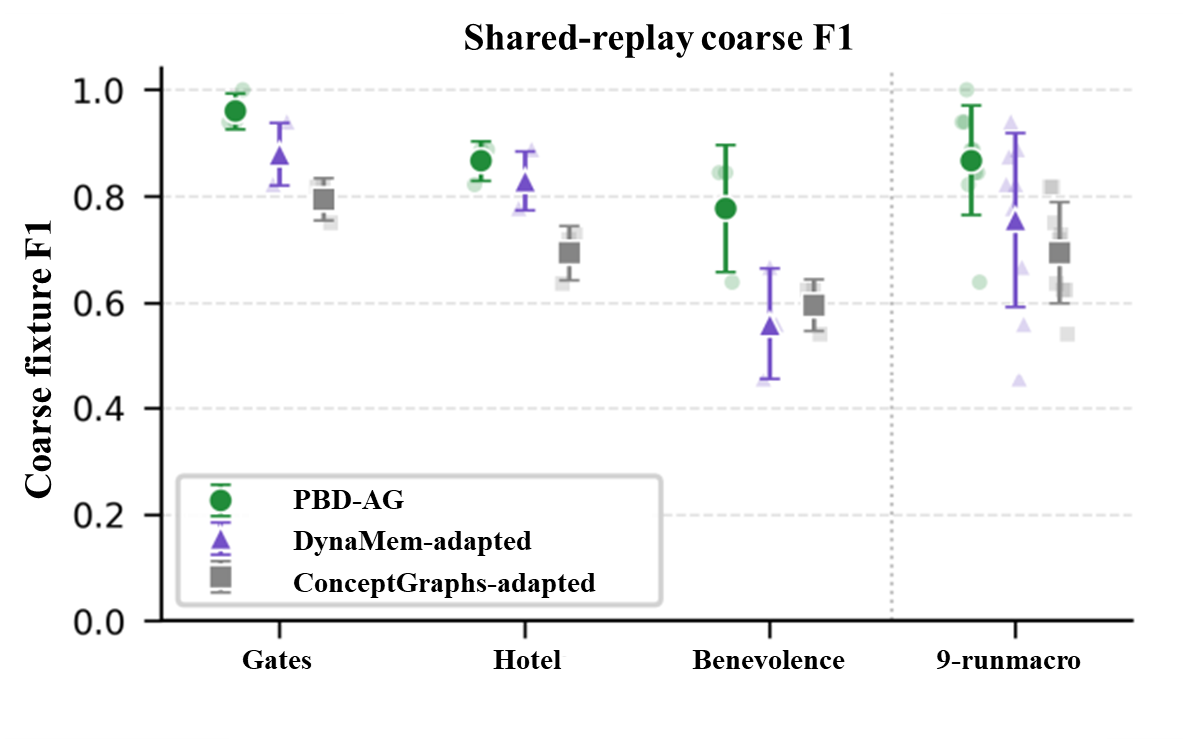 Shared-replay coarse F1
Coarse fixture F1
1.0
0.8
0.6
0.4
0.2
0.0
PBD-AG
DynaMem-adapted
ConceptGraphs-adapted
Gates Hotel Benevolence 9-runmacro